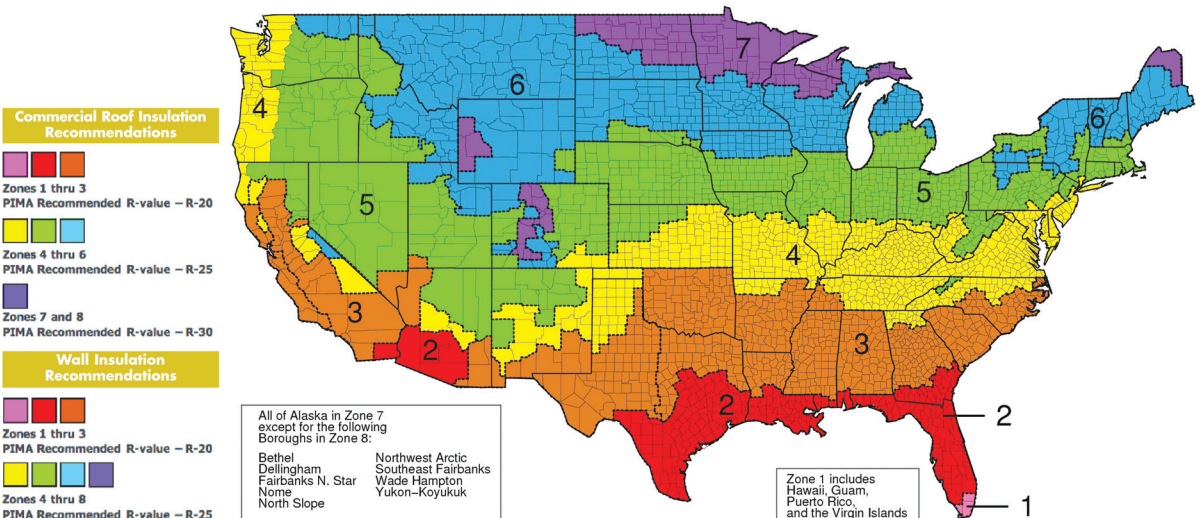 Commercial Roof Insulation
Recommendations
Zones 1 thru 3
PIMA Recommended R-value – R-20
Zones 4 thru 6
PIMA Recommended R-value – R-25
Zones 7 and 8
PIMA Recommended R-value – R-30
Wall Insulation
Recommendations
Zones 1 thru 3
PIMA Recommended R-value – R-20
Zones 4 thru 8
PIMA Recommended R-value – R-25
7
6
4
6
5
5
4
3
3
2
2
2
1
All of Alaska in Zone 7
except for the following
Boroughs in Zone 8:
Bethel
Dellingham
Fairbanks N. Star
Nome
North Slope
Northwest Arctic
Southeast Fairbanks
Wade Hampton
Yukon–Koyukuk
Zone 1 includes
Hawaii, Guam,
Puerto Rico,
and the Virgin Islands